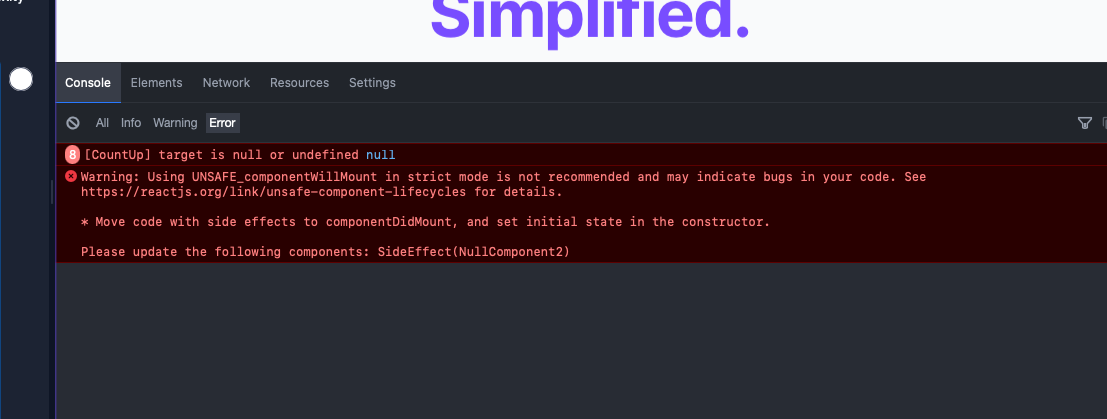 Simplified.
Console Elements Network Resources Settings
All Info Warning Error
8 [CountUp] target is null or undefined null
Warning: Using UNSAFE_componentWillMount in strict mode is not recommended and may indicate bugs in your code. See
https://reactjs.org/link/unsafe-component-lifecycles for details.
* Move code with side effects to componentDidMount, and set initial state in the constructor.
Please update the following components: SideEffect(NullComponent2)